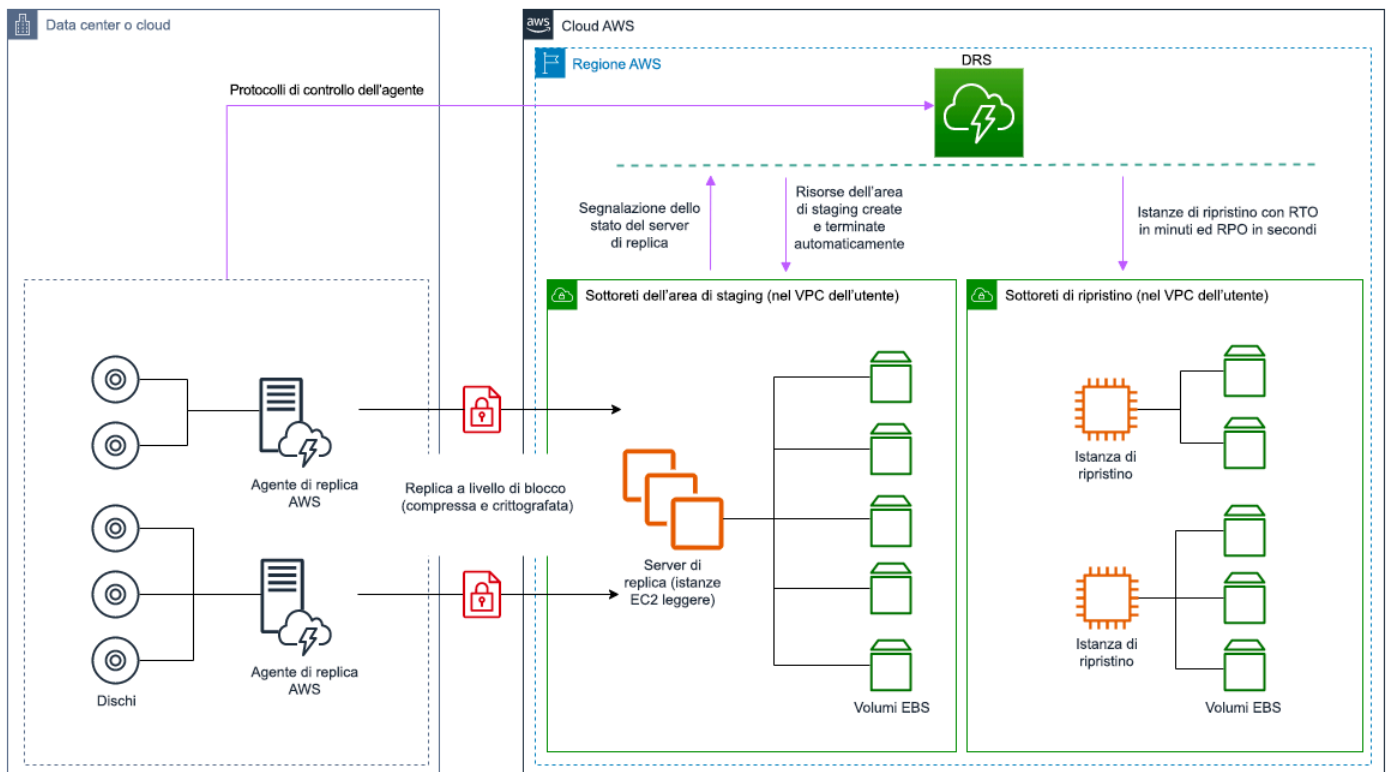 Data center o cloud
aws
Cloud AWS
Regione AWS
DRS
Protocolli di controllo dell'agente
Segnalazione dello
stato del server
di replica
Risorse dell'area
di staging create
e terminate
automaticamente
Istanze di ripristino con RTO
in minuti ed RPO in secondi
Sottoreti dell'area di staging (nel VPC dell'utente)
Sottoreti di ripristino (nel VPC dell'utente)
Agente di replica
AWS
Replica a livello di blocco
(compressa e crittografata)
Istanza di
ripristino
Server di
replica (istanze
EC2 leggere)
Agente di replica
AWS
Istanza di
ripristino
Dischi
Volumi EBS
Volumi EBS